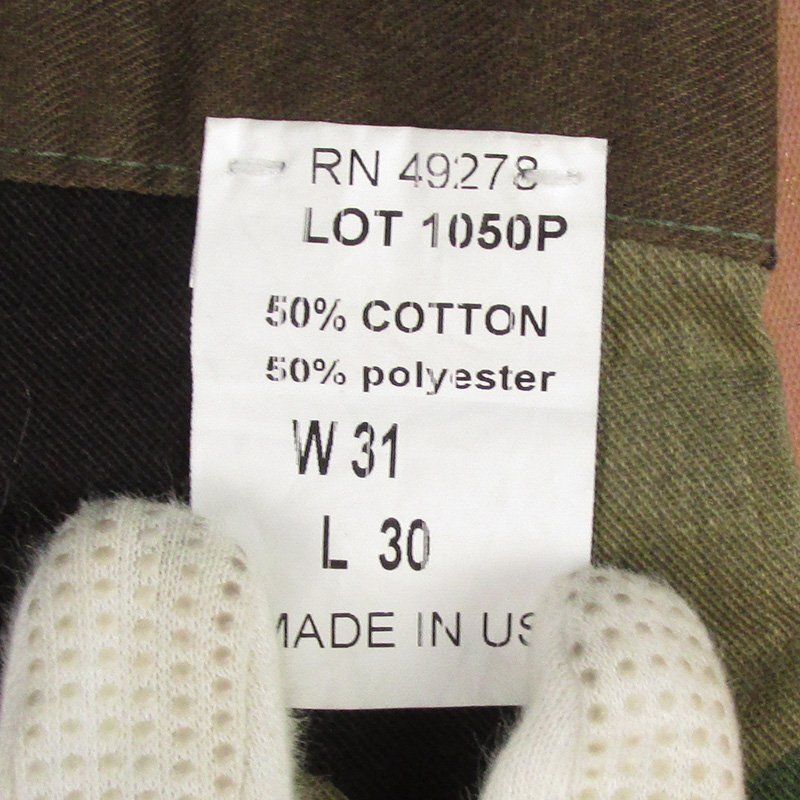 RN 49278
LOT 1050P
50% COTTON
50% polyester
W 31
L 30
MADE IN US